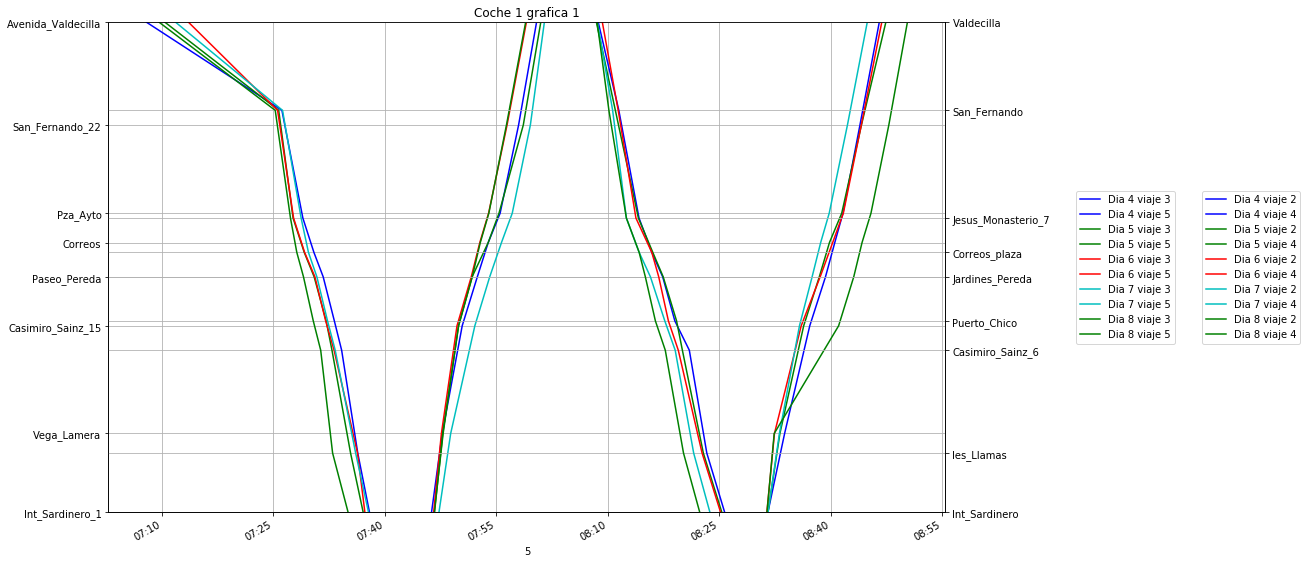 Coche 1 grafica 1
Avenida_Valdecilla
San_Fernando_22
Pza_Ayto
Correos
Paseo_Pereda
Casimiro_Sainz_15
Vega_Lamera
Int_Sardinero_1
Valdecilla
San_Fernando
Jesus_Monasterio_7
Correos_plaza
Jardines_Pereda
Puerto_Chico
Casimiro_Sainz_6
Ies_Llamas
Int_Sardinero
07:10
07:25
07:40
07:55
08:10
08:25
08:40
08:55
5
Dia 4 viaje 3
Dia 4 viaje 5
Dia 5 viaje 3
Dia 5 viaje 5
Dia 6 viaje 3
Dia 6 viaje 5
Dia 7 viaje 3
Dia 7 viaje 5
Dia 8 viaje 3
Dia 8 viaje 5
Dia 4 viaje 2
Dia 4 viaje 4
Dia 5 viaje 2
Dia 5 viaje 4
Dia 6 viaje 2
Dia 6 viaje 4
Dia 7 viaje 2
Dia 7 viaje 4
Dia 8 viaje 2
Dia 8 viaje 4